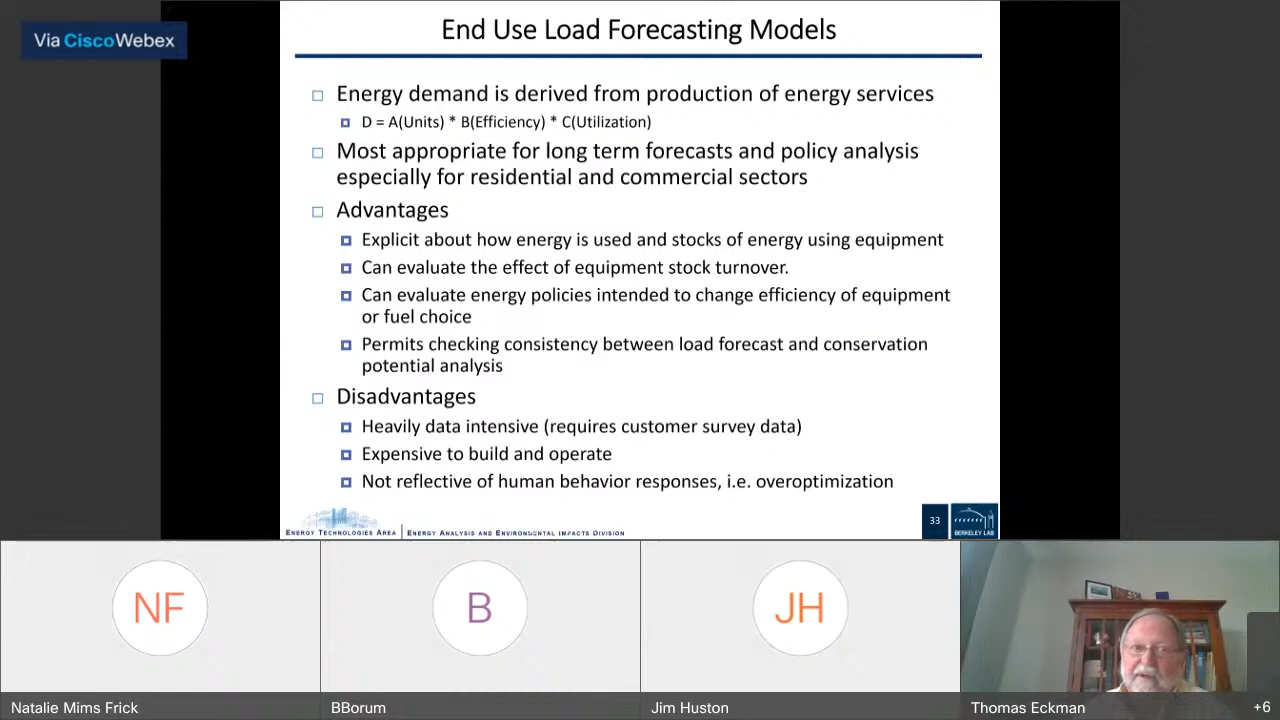 Via CiscoWebex
End Use Load Forecasting Models
Energy demand is derived from production of energy services
D = A(Units) * B(Efficiency) * C(Utilization)
Most appropriate for long term forecasts and policy analysis
especially for residential and commercial sectors
Advantages
Explicit about how energy is used and stocks of energy using equipment
Can evaluate the effect of equipment stock turnover.
Can evaluate energy policies intended to change efficiency of equipment
or fuel choice
Permits checking consistency between load forecast and conservation
potential analysis
Disadvantages
Heavily data intensive (requires customer survey data)
Expensive to build and operate
Not reflective of human behavior responses, i.e. overoptimization
ENERGY TECHNOLOGIES AREA
ENERGY ANALYSIS AND ENVIRONMENTAL IMPACTS DIVISION
33
BERKELEY LAB
NF
B
JH
Natalie Mims Frick
BBorum
Jim Huston
Thomas Eckman
+6